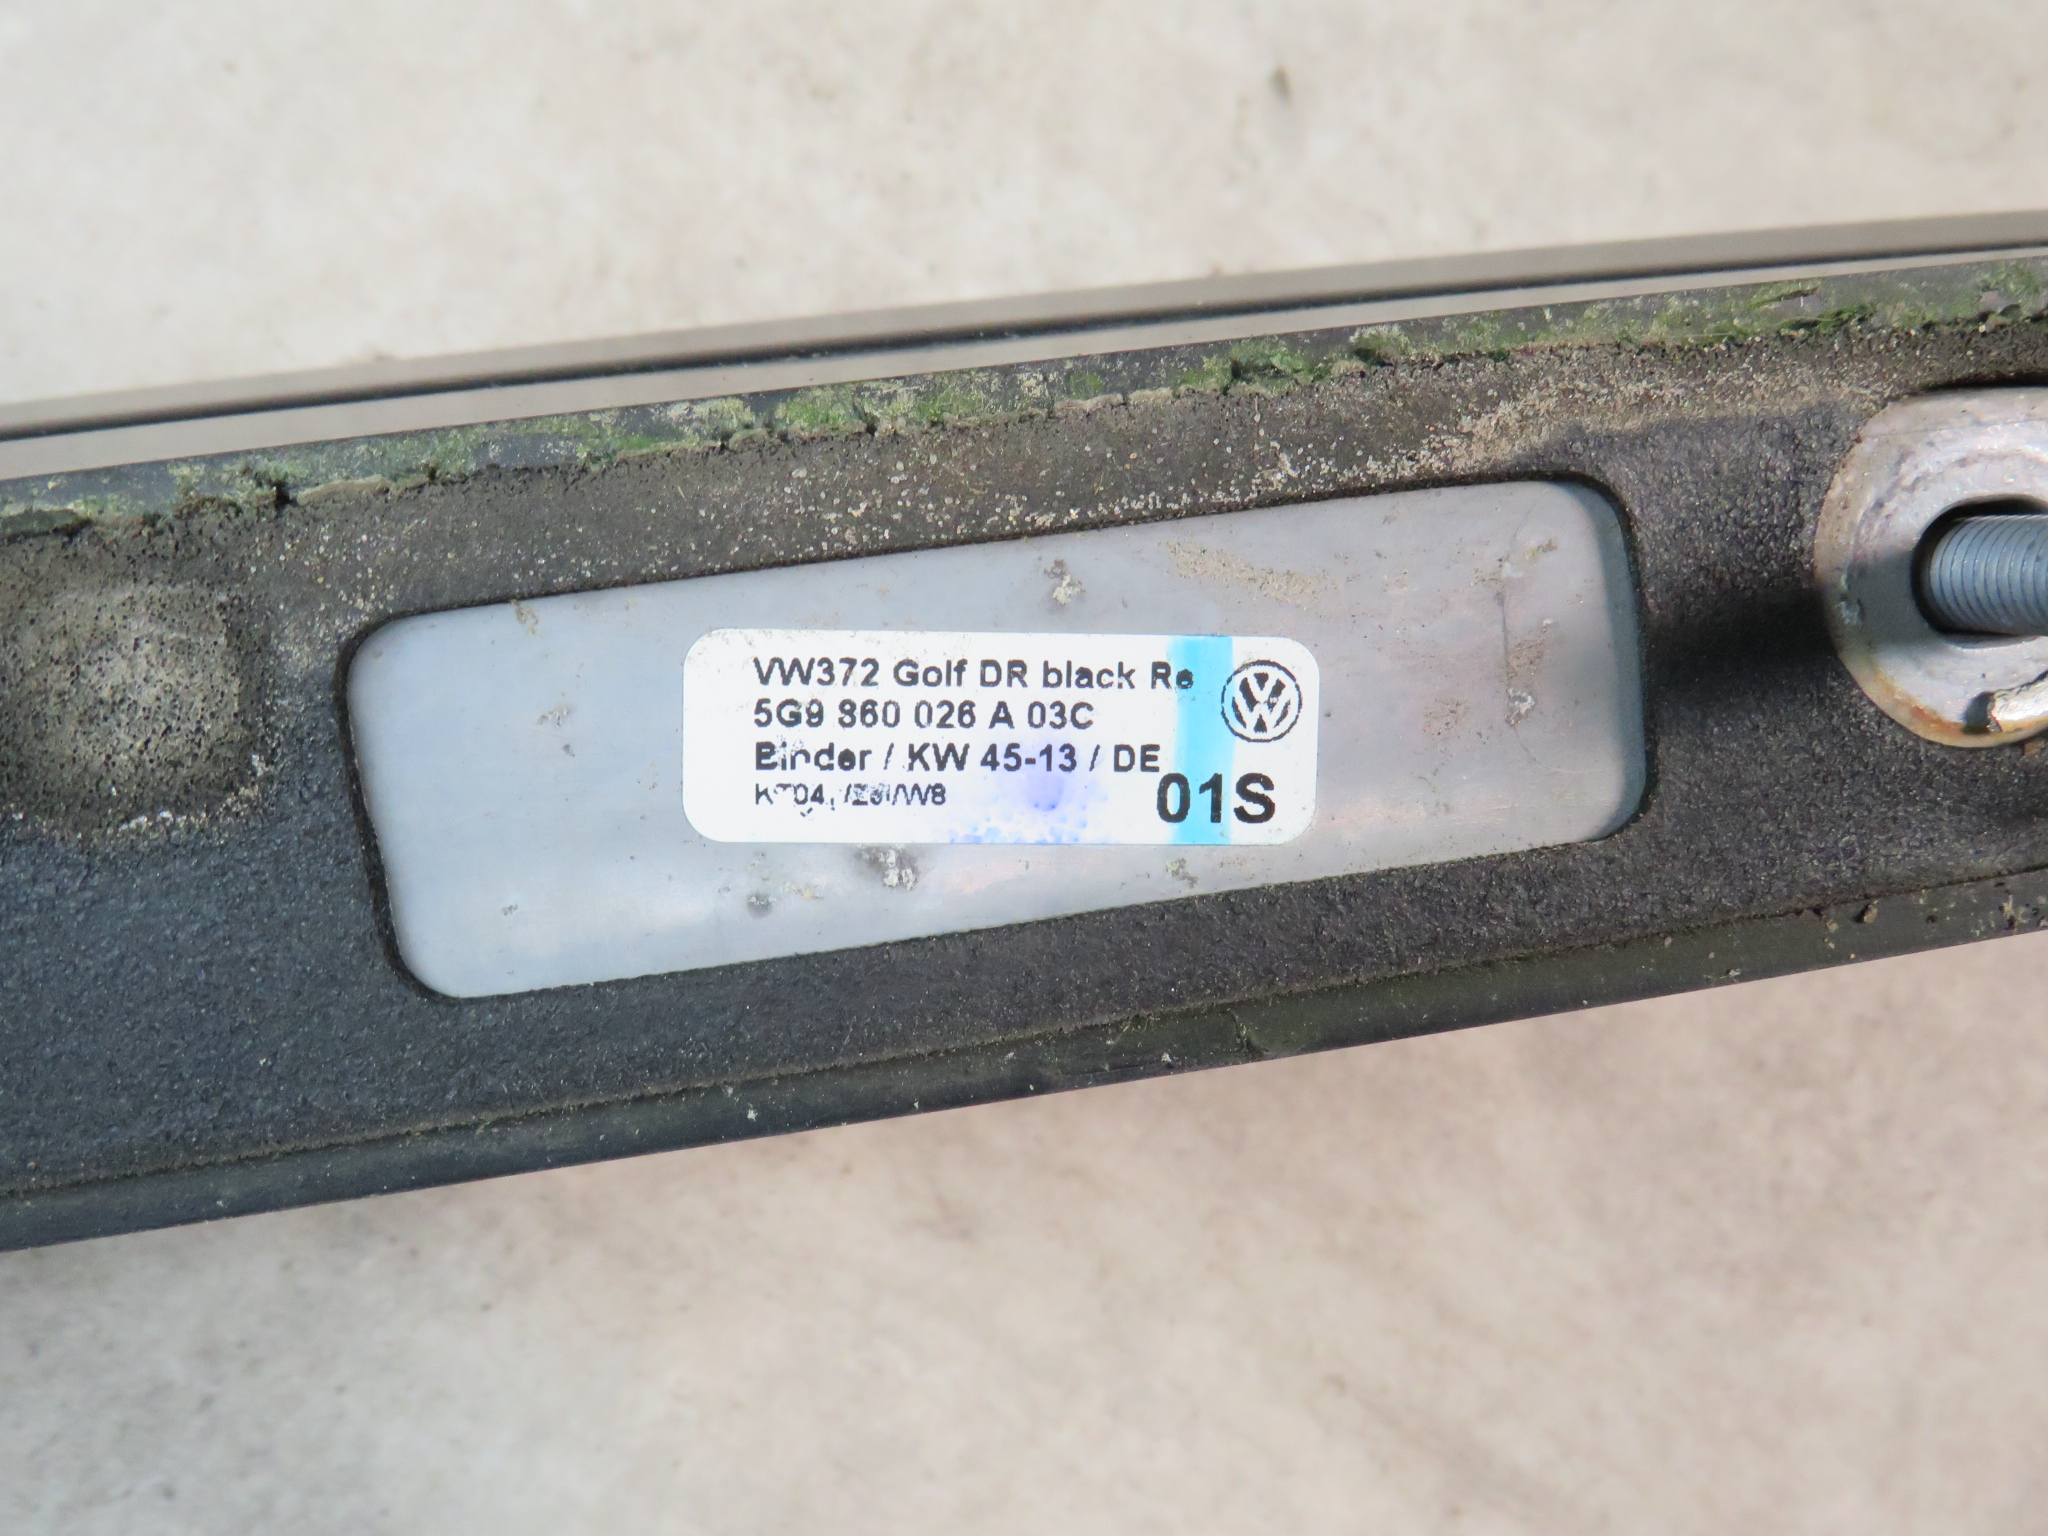 VW372 Golf DR black Re
5G9 860 026 A 03C
Binder / KW 45-13 / DE
01S